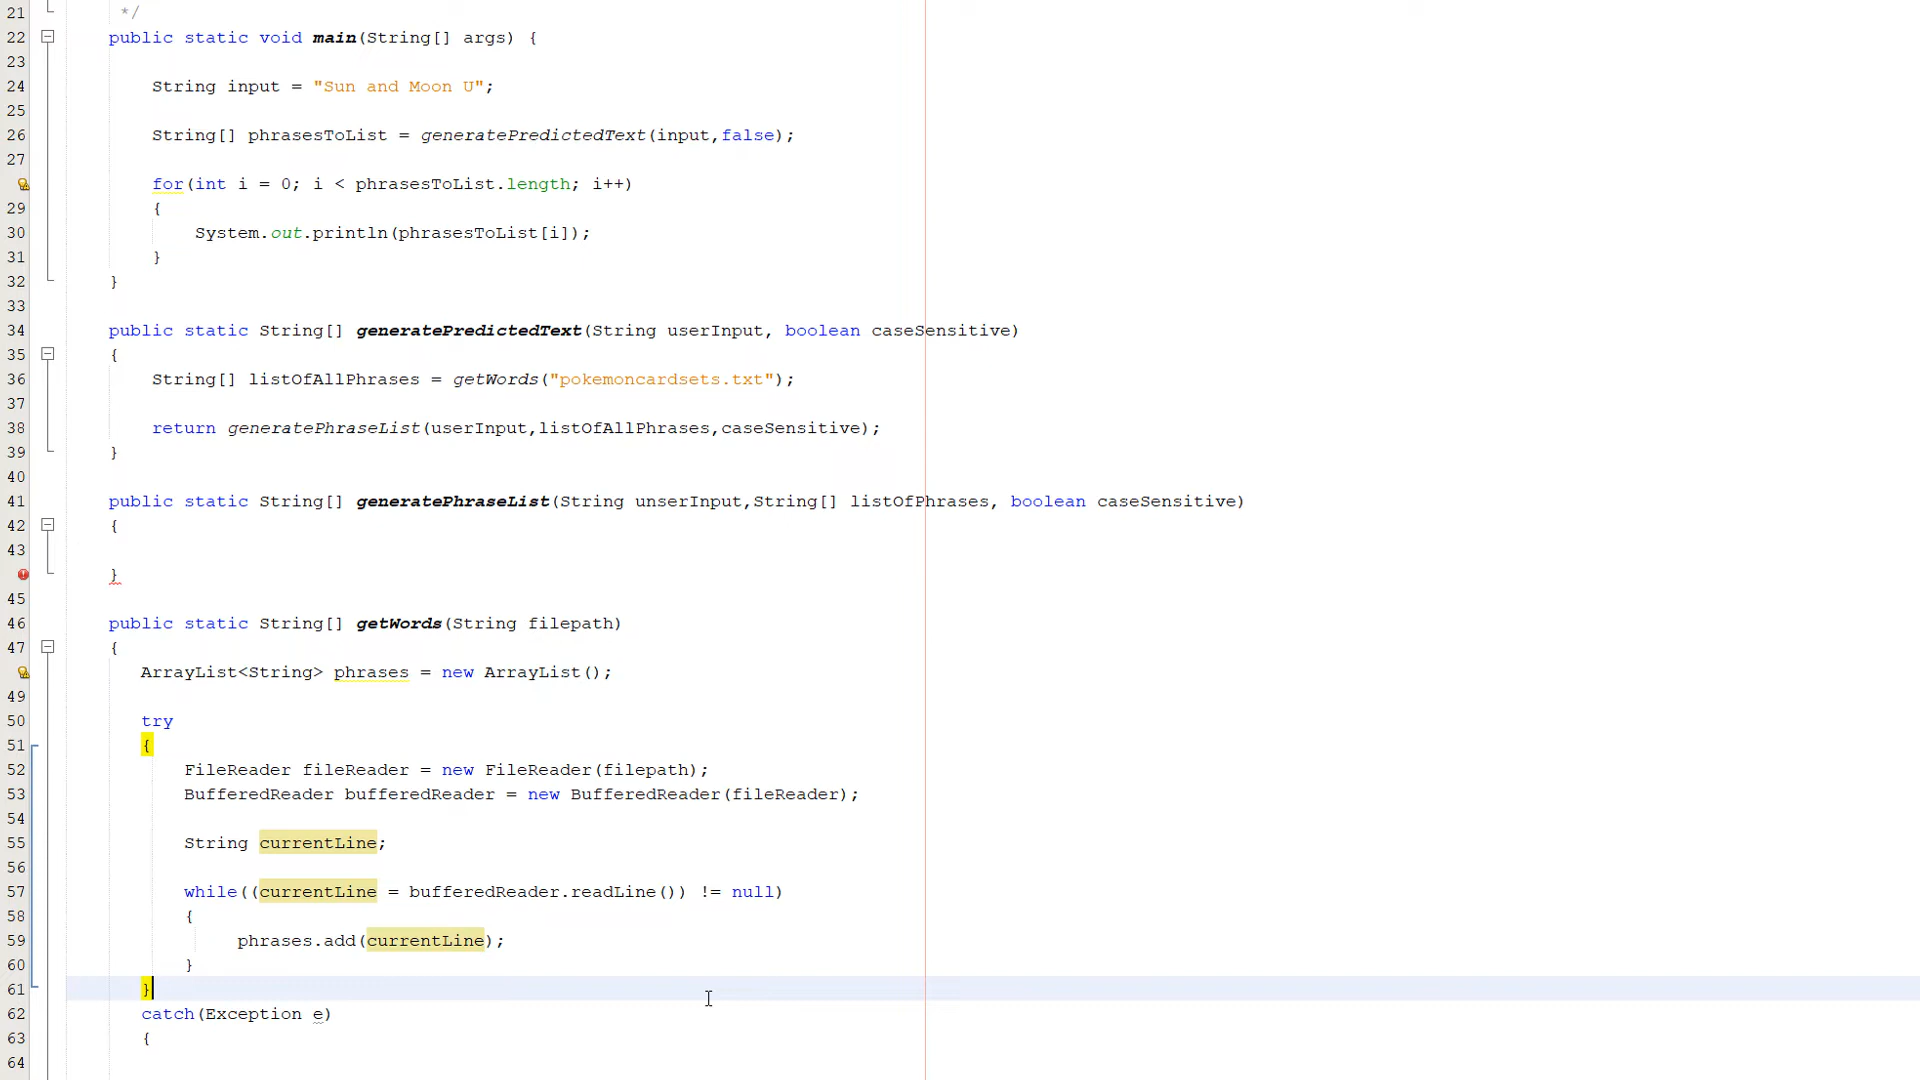 21 */
22 public static void main(String[] args) {
23
24 String input = "Sun and Moon U";
25
26 String[] phrasesToList = generatePredictedText(input,false);
27
for(int i = 0; i < phrasesToList.length; i++)
29 {
30 System.out.println(phrasesToList[i]);
31 }
32 }
33
34 public static String[] generatePredictedText(String userInput, boolean caseSensitive)
35 {
36 String[] listOfAllPhrases = getWords("pokemoncardsets.txt");
37
38 return generatePhraseList(userInput,listOfAllPhrases,caseSensitive);
39 }
40
41 public static String[] generatePhraseList(String unserInput,String[] listOfPhrases, boolean caseSensitive)
42 {
43
}
45
46 public static String[] getWords(String filepath)
47 {
ArrayList<String> phrases = new ArrayList();
49
50 try
51 {
52 FileReader fileReader = new FileReader(filepath);
53 BufferedReader bufferedReader = new BufferedReader(fileReader);
54
55 String currentLine;
56
57 while((currentLine = bufferedReader.readLine()) != null)
58 {
59 phrases.add(currentLine);
60 }
61 }
62 catch(Exception e)
63 {
64